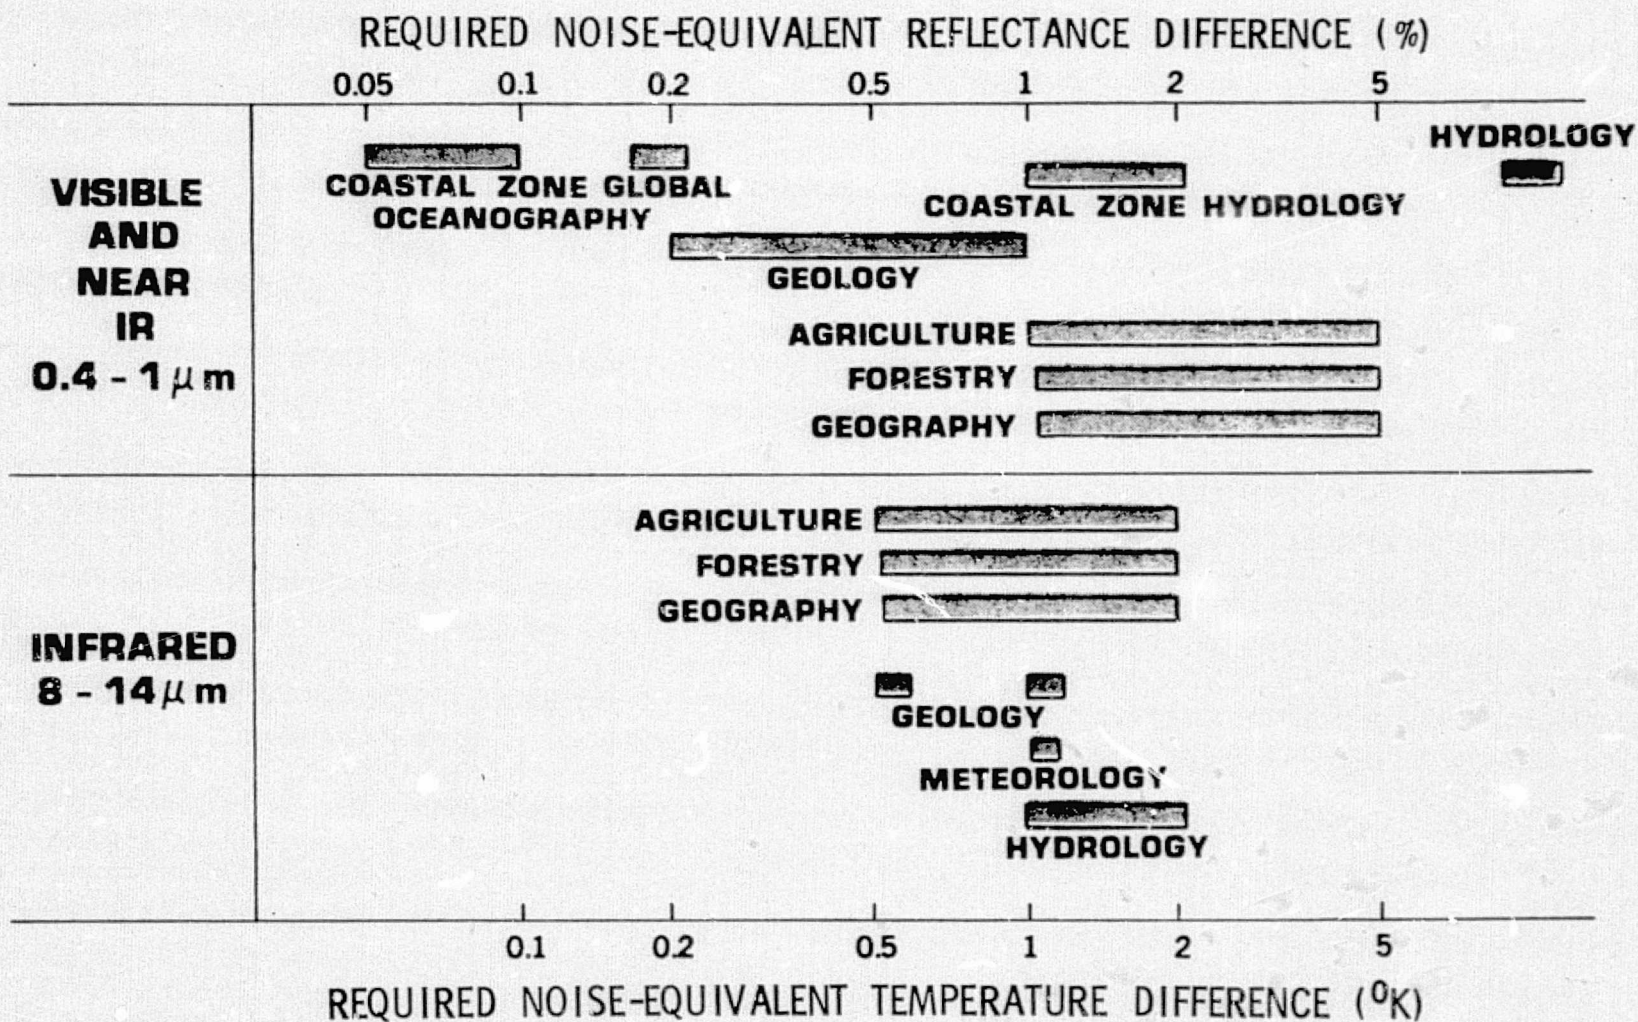 REQUIRED NOISE-EQUIVALENT REFLECTANCE DIFFERENCE (%)
0.05 0.1 0.2 0.5 1 2 5
HYDROLOGY
VISIBLE
AND
NEAR
IR
0.4 - 1 μm
COASTAL ZONE GLOBAL
OCEANOGRAPHY
COASTAL ZONE HYDROLOGY
GEOLOGY
AGRICULTURE
FORESTRY
GEOGRAPHY
INFRARED
8 - 14 μm
AGRICULTURE
FORESTRY
GEOGRAPHY
GEOLOGY
METEOROLOGY
HYDROLOGY
0.1 0.2 0.5 1 2 5
REQUIRED NOISE-EQUIVALENT TEMPERATURE DIFFERENCE (⁰K)